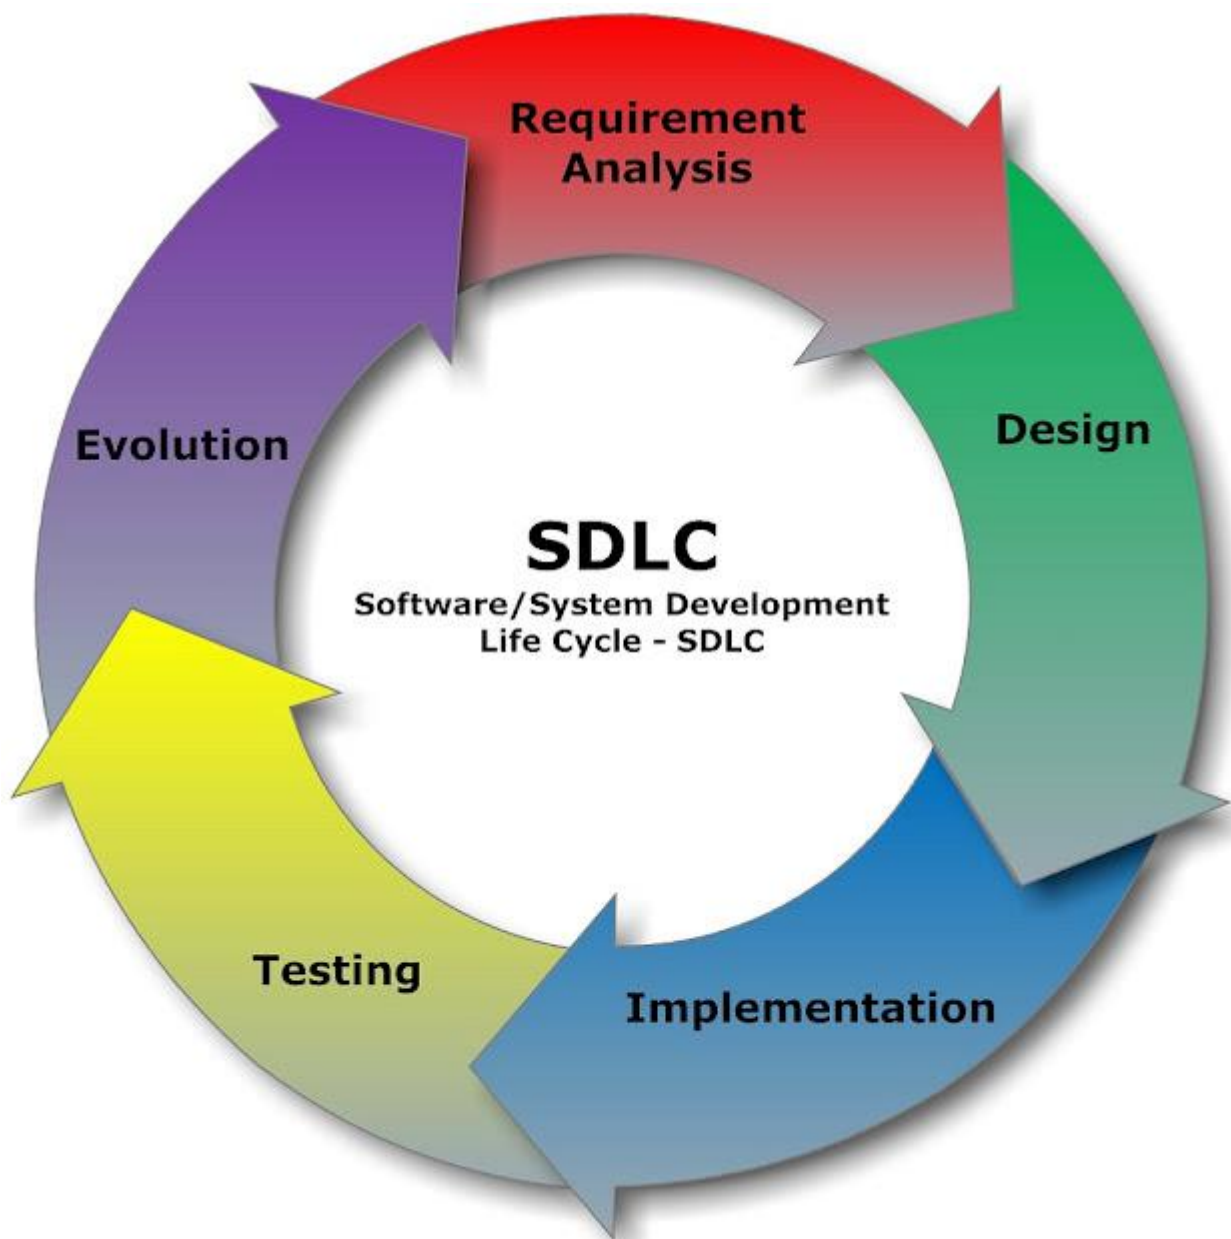 Requirement
Analysis
Design
Implementation
Testing
Evolution
SDLC
Software/System Development
Life Cycle - SDLC